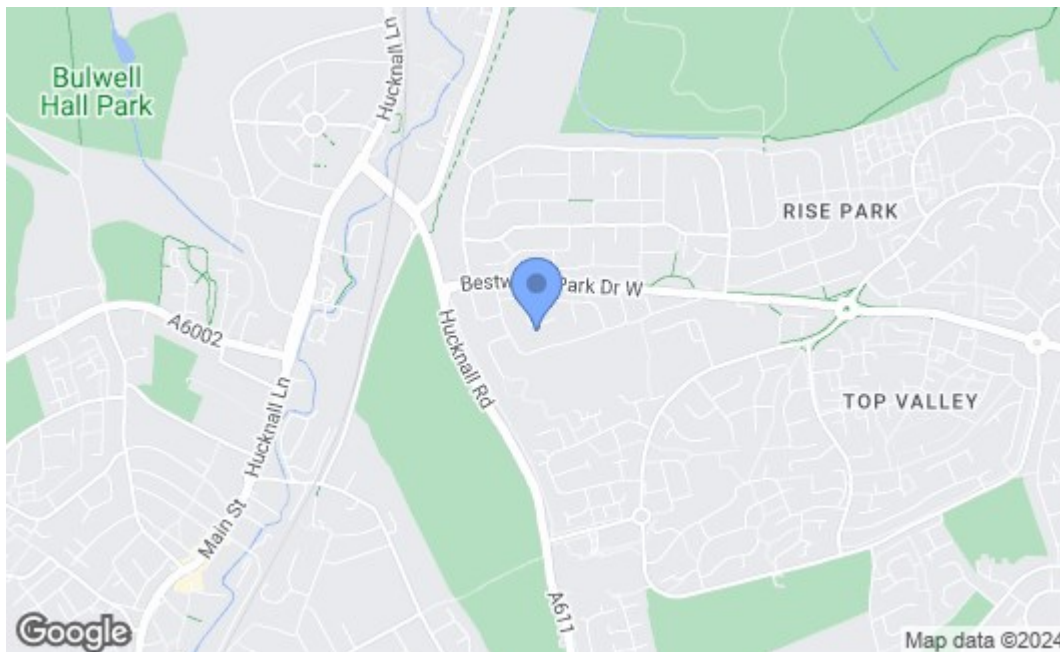 Bulwell
Hall Park
Hucknall Ln
RISE PARK
Bestw Park Dr W
A6002
Hucknall Rd
Hucknall Ln
TOP VALLEY
Main St
A611
Google
Map data ©2024